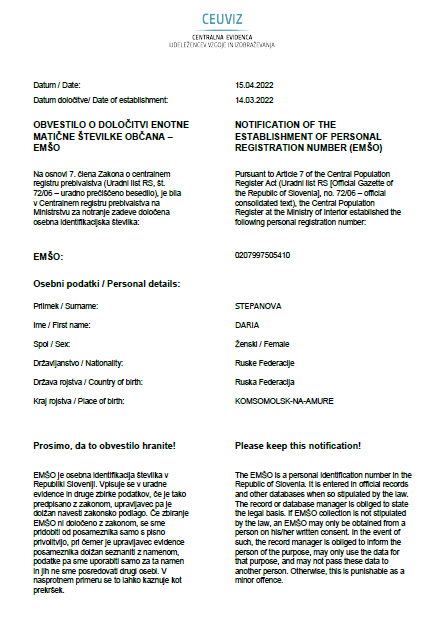 CEUVIZ
CENTRALNA EVIDENCA
UDELEŽENCEV VZGOJE IN IZOBRAŽEVANJA
Datum / Date: 15.04.2022
Datum določitve/ Date of establishment: 14.03.2022
OBVESTILO O DOLOČITVI ENOTNE
MATIČNE ŠTEVILKE OBČANA –
EMŠO
NOTIFICATION OF THE
ESTABLISHMENT OF PERSONAL
REGISTRATION NUMBER (EMŠO)
Na osnovi 7. člena Zakona o centralnem
registru prebivalstva (Uradni list RS, št.
72/06 – uradno prečiščeno besedilo), je bila
v Centralnem registru prebivalstva na
Ministrstvu za notranje zadeve določena
osebna identifikacijska številka:
Pursuant to Article 7 of the Central Population
Register Act (Uradni list RS [Official Gazette of
the Republic of Slovenia], no. 72/06 – official
consolidated text), the Central Population
Register at the Ministry of Interior established the
following personal registration number:
EMŠO: 0207997505410
Osebni podatki / Personal details:
Priimek / Surname: STEPANOVA
Ime / First name: DARIA
Spol / Sex: Ženski / Female
Državljanstvo / Nationality: Ruske Federacije
Država rojstva / Country of birth: Ruska Federacija
Kraj rojstva / Place of birth: KOMSOMOLSK-NA-AMURE
Prosimo, da to obvestilo hranite!
Please keep this notification!
EMŠO je osebna identifikacija številka v
Republiki Sloveniji. Vpisuje se v uradne
evidence in druge zbirke podatkov, če je tako
predpisano z zakonom, upravljavec pa je
dolžan navesti zakonsko podlago. Če zbiranje
EMŠO ni določeno z zakonom, se sme
pridobiti od posameznika samo s pisno
privolitvijo, pri čemer je upravljavec evidence
posameznika dolžan seznaniti z namenom,
podatke pa sme uporabiti samo za ta namen
in jih ne sme posredovati drugi osebi. V
nasprotnem primeru se to lahko kaznuje kot
prekršek.
The EMŠO is a personal identification number in the
Republic of Slovenia. It is entered in official records
and other databases when so stipulated by the law.
The record or database manager is obliged to state
the legal basis. If EMŠO collection is not stipulated
by the law, an EMŠO may only be obtained from a
person on his/her written consent. In the event of
such, the record manager is obliged to inform the
person of the purpose, may only use the data for
that purpose, and may not pass these data to
another person. Otherwise, this is punishable as a
minor offence.